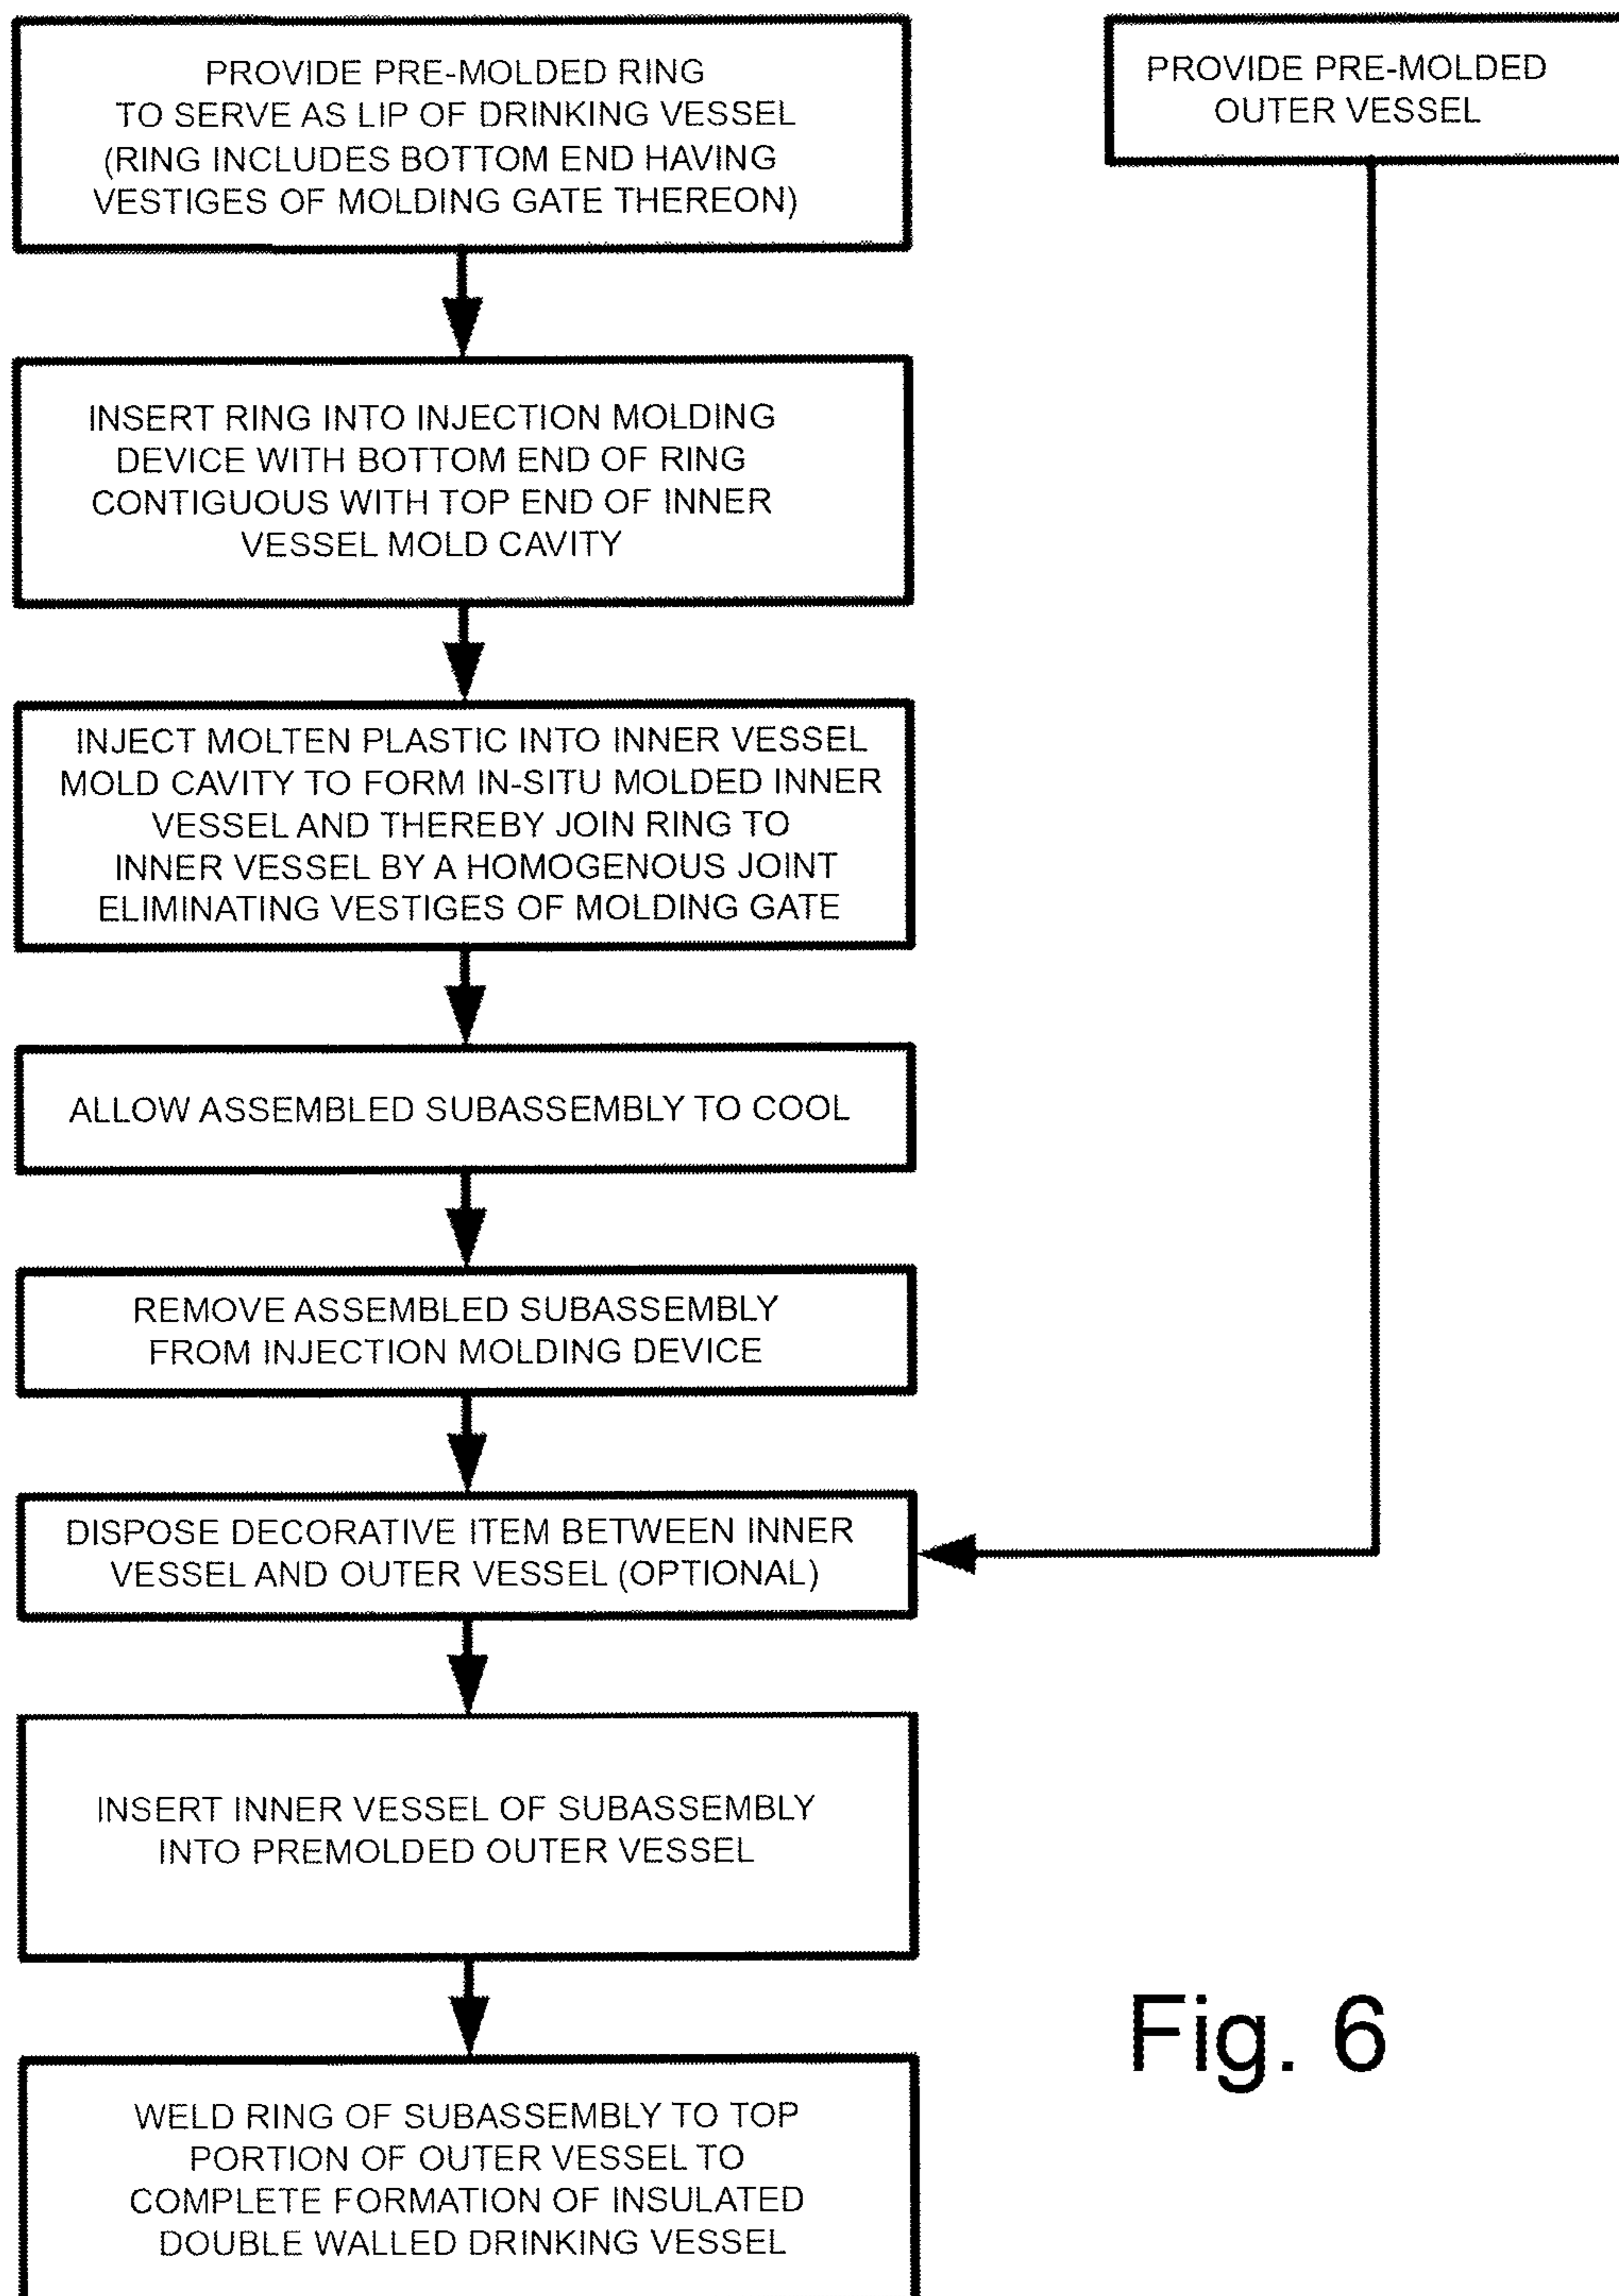 PROVIDE PRE-MOLDED RING
TO SERVE AS LIP OF DRINKING VESSEL
(RING INCLUDES BOTTOM END HAVING
VESTIGES OF MOLDING GATE THEREON)
PROVIDE PRE-MOLDED
OUTER VESSEL
INSERT RING INTO INJECTION MOLDING
DEVICE WITH BOTTOM END OF RING
CONTIGUOUS WITH TOP END OF INNER
VESSEL MOLD CAVITY
INJECT MOLTEN PLASTIC INTO INNER VESSEL
MOLD CAVITY TO FORM IN-SITU MOLDED INNER
VESSEL AND THEREBY JOIN RING TO
INNER VESSEL BY A HOMOGENOUS JOINT
ELIMINATING VESTIGES OF MOLDING GATE
ALLOW ASSEMBLED SUBASSEMBLY TO COOL
REMOVE ASSEMBLED SUBASSEMBLY
FROM INJECTION MOLDING DEVICE
DISPOSE DECORATIVE ITEM BETWEEN INNER
VESSEL AND OUTER VESSEL (OPTIONAL)
INSERT INNER VESSEL OF SUBASSEMBLY
INTO PREMOLDED OUTER VESSEL
WELD RING OF SUBASSEMBLY TO TOP
PORTION OF OUTER VESSEL TO
COMPLETE FORMATION OF INSULATED
DOUBLE WALLED DRINKING VESSEL
Fig. 6